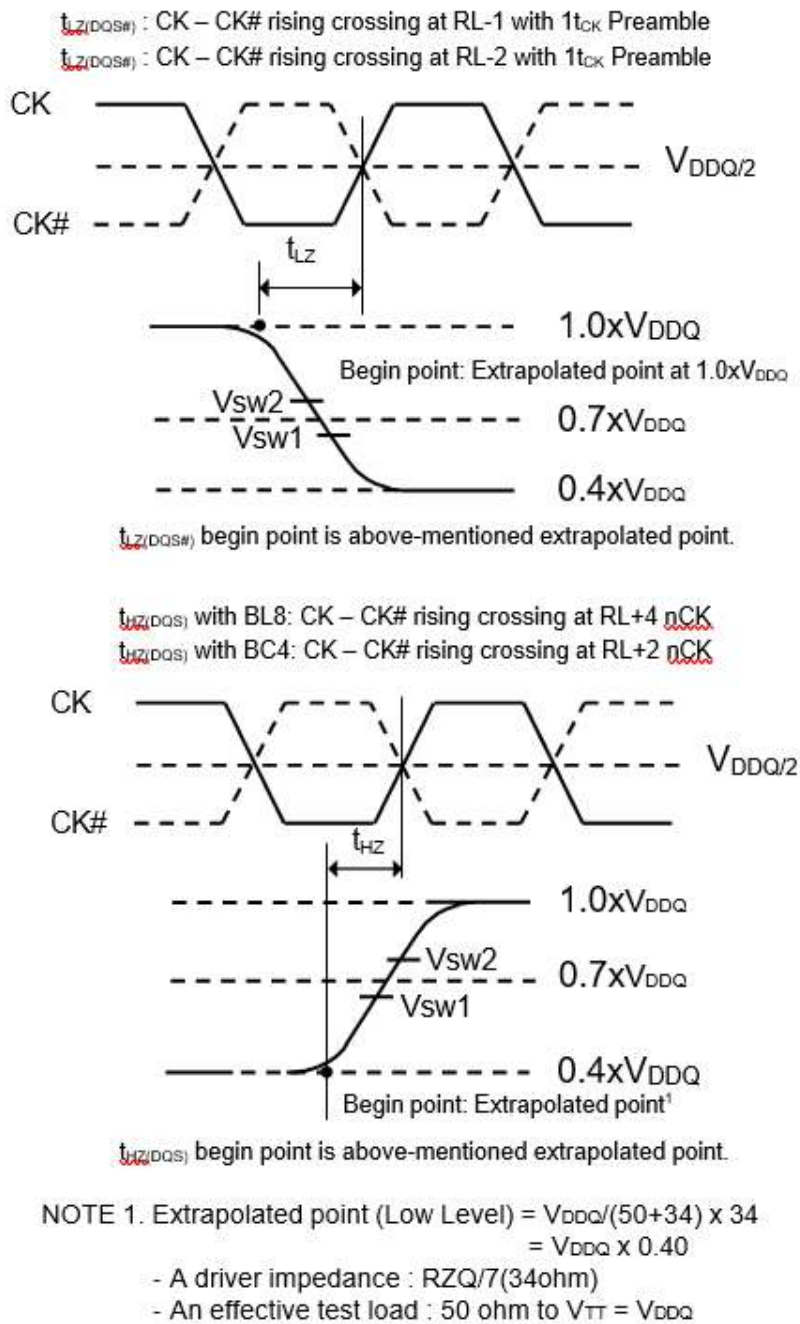 tLZ(DQS#) : CK – CK# rising crossing at RL-1 with 1tCK Preamble
tLZ(DQS#) : CK – CK# rising crossing at RL-2 with 1tCK Preamble
CK
VDDQ/2
CK#
tLZ
1.0xVDDQ
Begin point: Extrapolated point at 1.0xVDDQ
Vsw2
0.7xVDDQ
Vsw1
0.4xVDDQ
tLZ(DQS#) begin point is above-mentioned extrapolated point.
tHZ(DQS) with BL8: CK – CK# rising crossing at RL+4 nCK
tHZ(DQS) with BC4: CK – CK# rising crossing at RL+2 nCK
CK
VDDQ/2
CK#
tHZ
1.0xVDDQ
Vsw2
0.7xVDDQ
Vsw1
0.4xVDDQ
Begin point: Extrapolated point¹
tHZ(DQS) begin point is above-mentioned extrapolated point.
NOTE 1. Extrapolated point (Low Level) = VDDQ/(50+34) x 34
= VDDQ x 0.40
- A driver impedance : RZQ/7(34ohm)
- An effective test load : 50 ohm to VTT = VDDQ